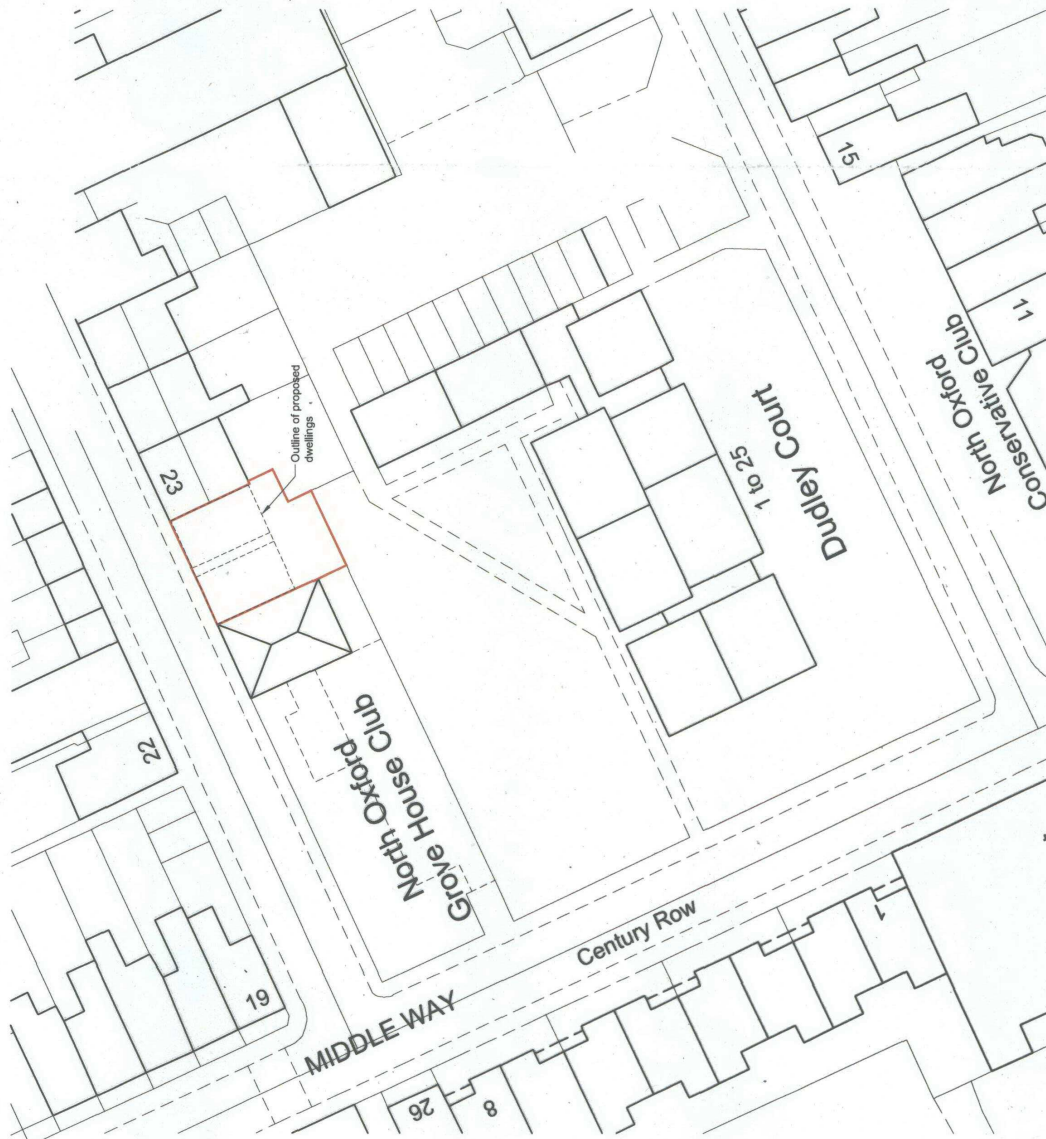 15
11
North Oxford
Conservative Club
Outline of proposed
dwellings
23
Dudley Court
1 to 25
22
North Oxford
Grove House Club
19
Century Row
1
MIDDLE WAY
26
8